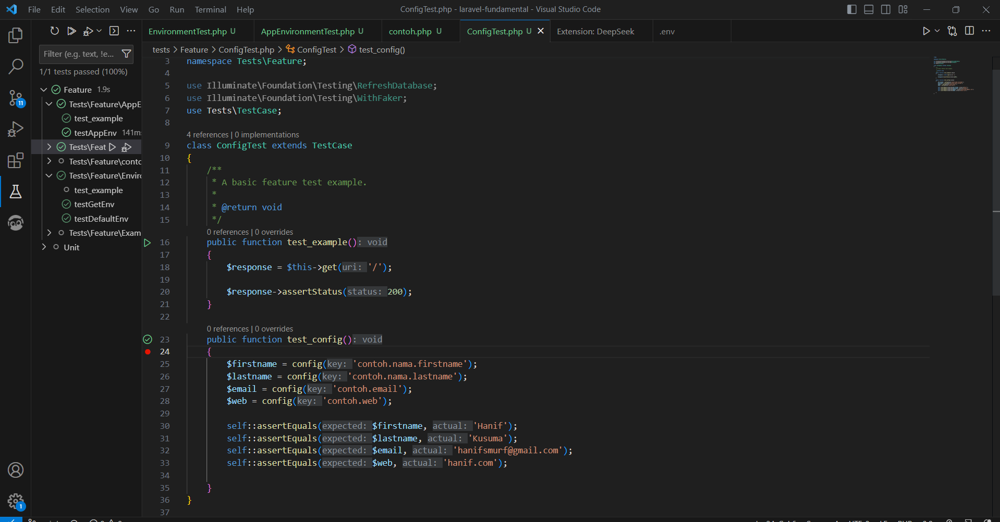 File Edit Selection View Go Run Terminal Help
ConfigTest.php - laravel-fundamental - Visual Studio Code
EnvironmentTest.php U
AppEnvironmentTest.php U
contoh.php U
ConfigTest.php U
Extension: DeepSeek
.env
Filter (e.g. text, !e...
1/1 tests passed (100%)
Feature 1.9s
Tests\Feature\AppE
test_example
testAppEnv 141m
Tests\Feat
Tests\Feature\contc
Tests\Feature\Envir
test_example
testGetEnv
testDefaultEnv
Tests\Feature\Exam
Unit
11
1
tests > Feature > ConfigTest.php > ConfigTest > test_config()
3 namespace Tests\Feature;
4
5 use Illuminate\Foundation\Testing\RefreshDatabase;
6 use Illuminate\Foundation\Testing\WithFaker;
7 use Tests\TestCase;
8
4 references | 0 implementations
9 class ConfigTest extends TestCase
10 {
11 /**
12 * A basic feature test example.
13 *
14 * @return void
15 */
0 references | 0 overrides
16 public function test_example(): void
17 {
18 $response = $this->get(uri: '/');
19
20 $response->assertStatus(status: 200);
21 }
22
0 references | 0 overrides
23 public function test_config(): void
24 {
25 $firstname = config(key: 'contoh.nama.firstname');
26 $lastname = config(key: 'contoh.nama.lastname');
27 $email = config(key: 'contoh.email');
28 $web = config(key: 'contoh.web');
29
30 self::assertEquals(expected: $firstname, actual: 'Hanif');
31 self::assertEquals(expected: $lastname, actual: 'Kusuma');
32 self::assertEquals(expected: $email, actual: 'hanifsmurf@gmail.com');
33 self::assertEquals(expected: $web, actual: 'hanif.com');
34
35 }
36 }
37